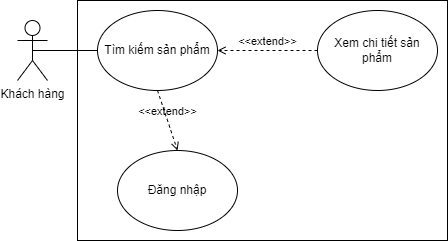 Khách hàng
Tìm kiếm sản phẩm
<<extend>>
Xem chi tiết sản
phẩm
<<extend>>
Đăng nhập